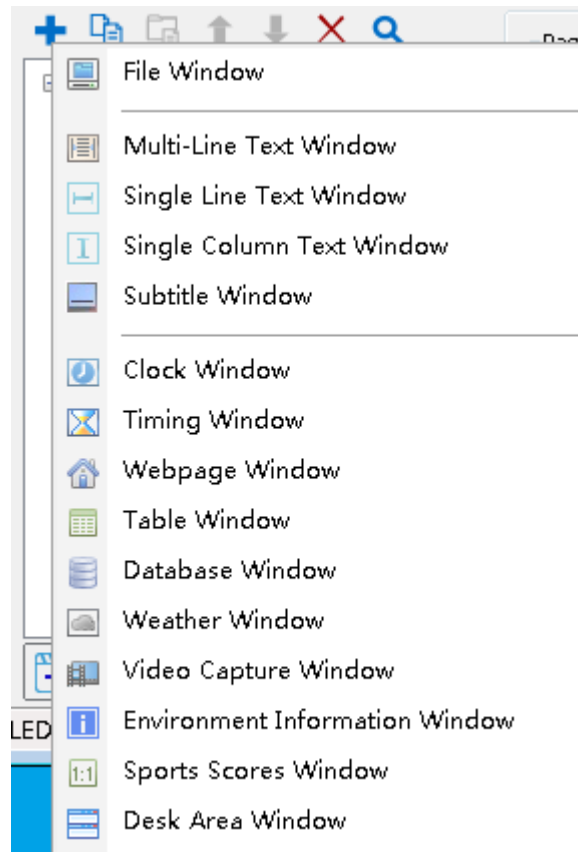 File Window
Multi-Line Text Window
Single Line Text Window
Single Column Text Window
Subtitle Window
Clock Window
Timing Window
Webpage Window
Table Window
Database Window
Weather Window
Video Capture Window
Environment Information Window
1:1 Sports Scores Window
Desk Area Window
LED